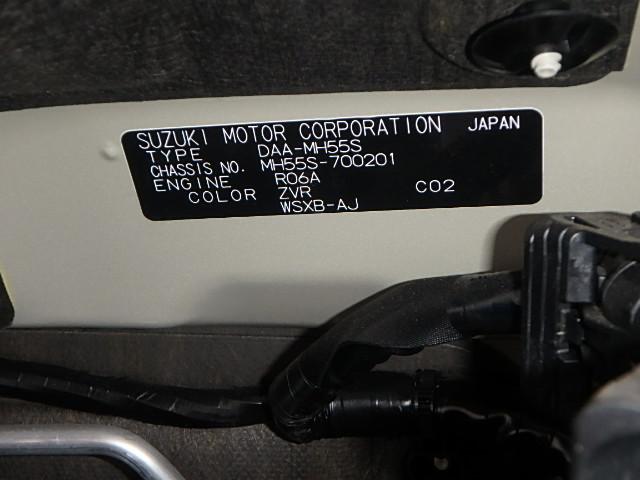 SUZUKI MOTOR CORPORATION JAPAN
TYPE DAA-MH55S
CHASSIS NO. MH55S-700201
ENGINE R06A
COLOR ZVR C02
WSXB-AJ